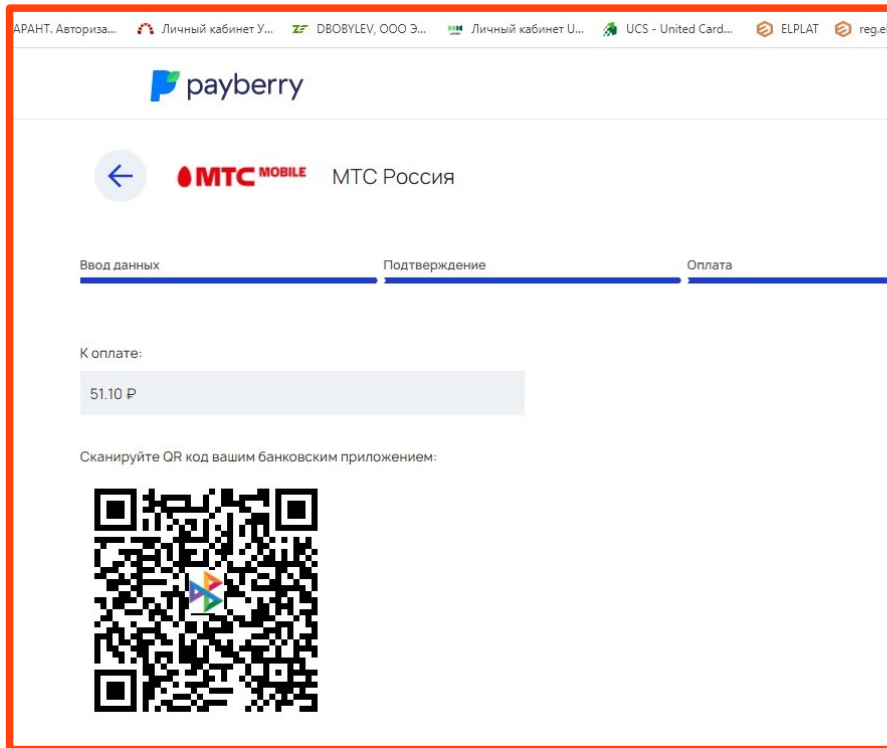 АРАНТ. Авториза... Личный кабинет У... DBOBYLEV, ООО Э... Личный кабинет U... UCS - United Card... ELPLAT reg.e
payberry
МТС MOBILE МТС Россия
Ввод данных Подтверждение Оплата
К оплате:
51.10 ₽
Сканируйте QR код вашим банковским приложением: